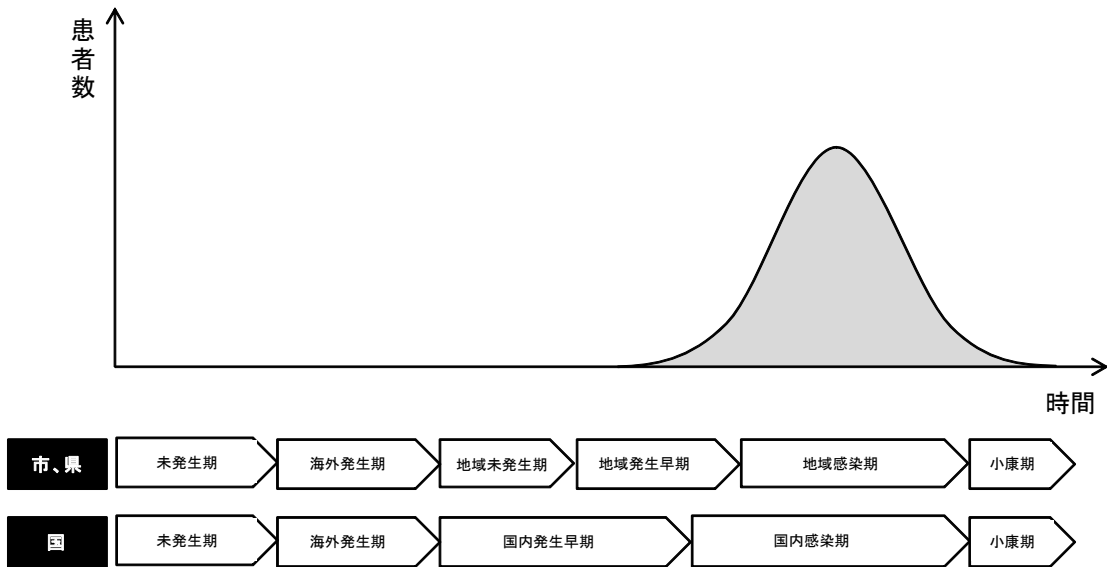 患者数
時間
市、県 未発生期 海外発生期 地域未発生期 地域発生早期 地域感染期 小康期
国 未発生期 海外発生期 国内発生早期 国内感染期 小康期